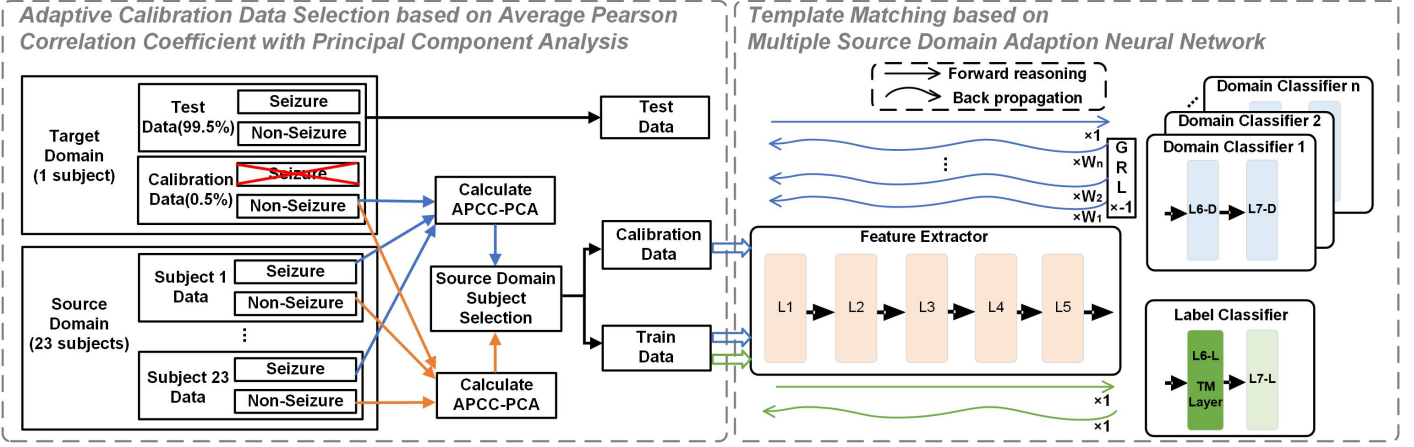 Adaptive Calibration Data Selection based on Average Pearson
Correlation Coefficient with Principal Component Analysis
Target
Domain
(1 subject)
Test
Data(99.5%)
Seizure
Non-Seizure
Calibration
Data(0.5%)
Seizure
Non-Seizure
Source
Domain
(23 subjects)
Subject 1
Data
Seizure
Non-Seizure
⋮
Subject 23
Data
Seizure
Non-Seizure
Calculate
APCC-PCA
Source Domain
Subject
Selection
Calculate
APCC-PCA
Test
Data
Calibration
Data
Train
Data
Template Matching based on
Multiple Source Domain Adaption Neural Network
Forward reasoning
Back propagation
×1
×Wn
⋮
×W2
×W1
G
R
L
×-1
Domain Classifier n
Domain Classifier 2
Domain Classifier 1
L6-D
L7-D
Feature Extractor
L1
L2
L3
L4
L5
Label Classifier
L6-L
TM
Layer
L7-L
×1
×1